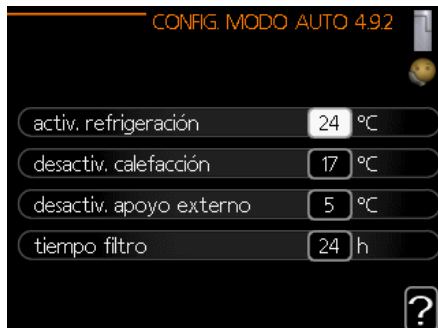 CONFIG. MODO AUTO 4.9.2
activ. refrigeración 24 °C
desactiv. calefacción 17 °C
desactiv. apoyo externo 5 °C
tiempo filtro 24 h
?